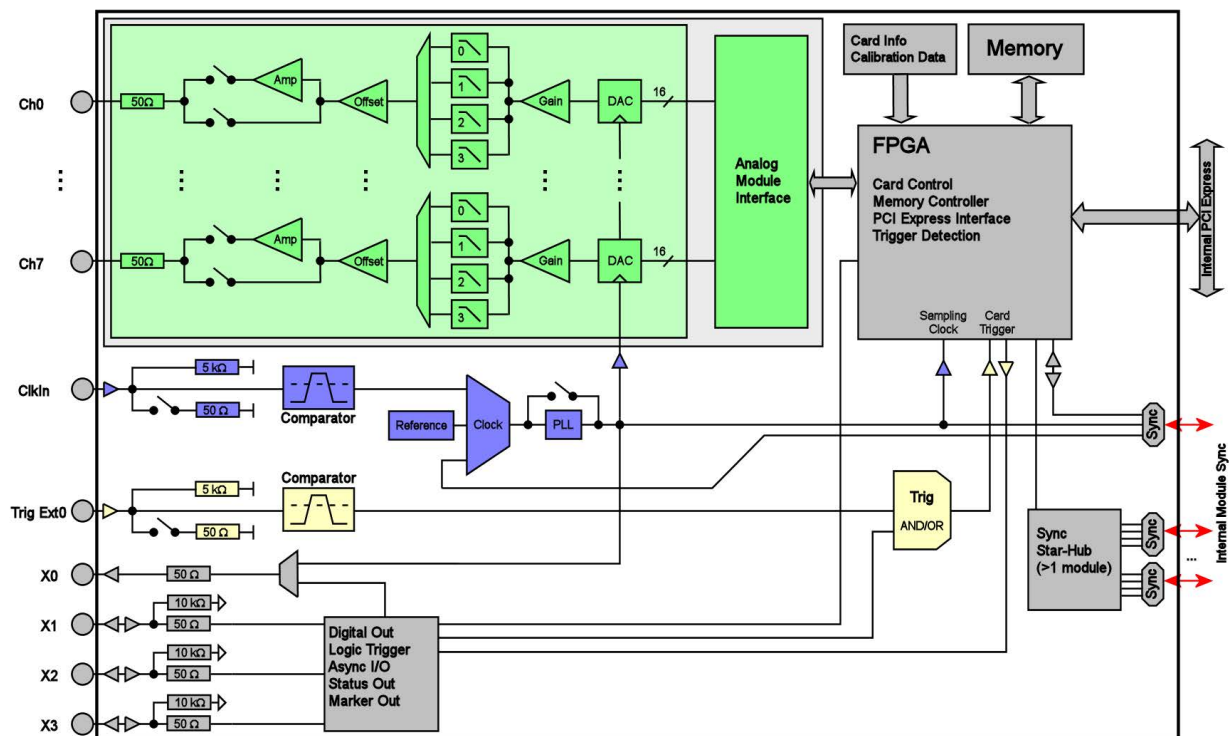 Card Info
Calibration Data
Memory
Ch0
50Ω
Amp
Offset
0
1
2
3
Gain
DAC
16
Analog
Module
Interface
FPGA
Card Control
Memory Controller
PCI Express Interface
Trigger Detection
Sampling
Clock
Card
Trigger
Internal PCI Express
Ch7
50Ω
Amp
Offset
0
1
2
3
Gain
DAC
16
ClkIn
5 kΩ
50 Ω
Comparator
Reference
Clock
PLL
Sync
Trig Ext0
5 kΩ
50 Ω
Comparator
Trig
AND/OR
Sync
Star-Hub
(>1 module)
Sync
...
Sync
Internal Module Sync
X0
50 Ω
X1
10 kΩ
50 Ω
X2
10 kΩ
50 Ω
X3
10 kΩ
50 Ω
Digital Out
Logic Trigger
Async I/O
Status Out
Marker Out